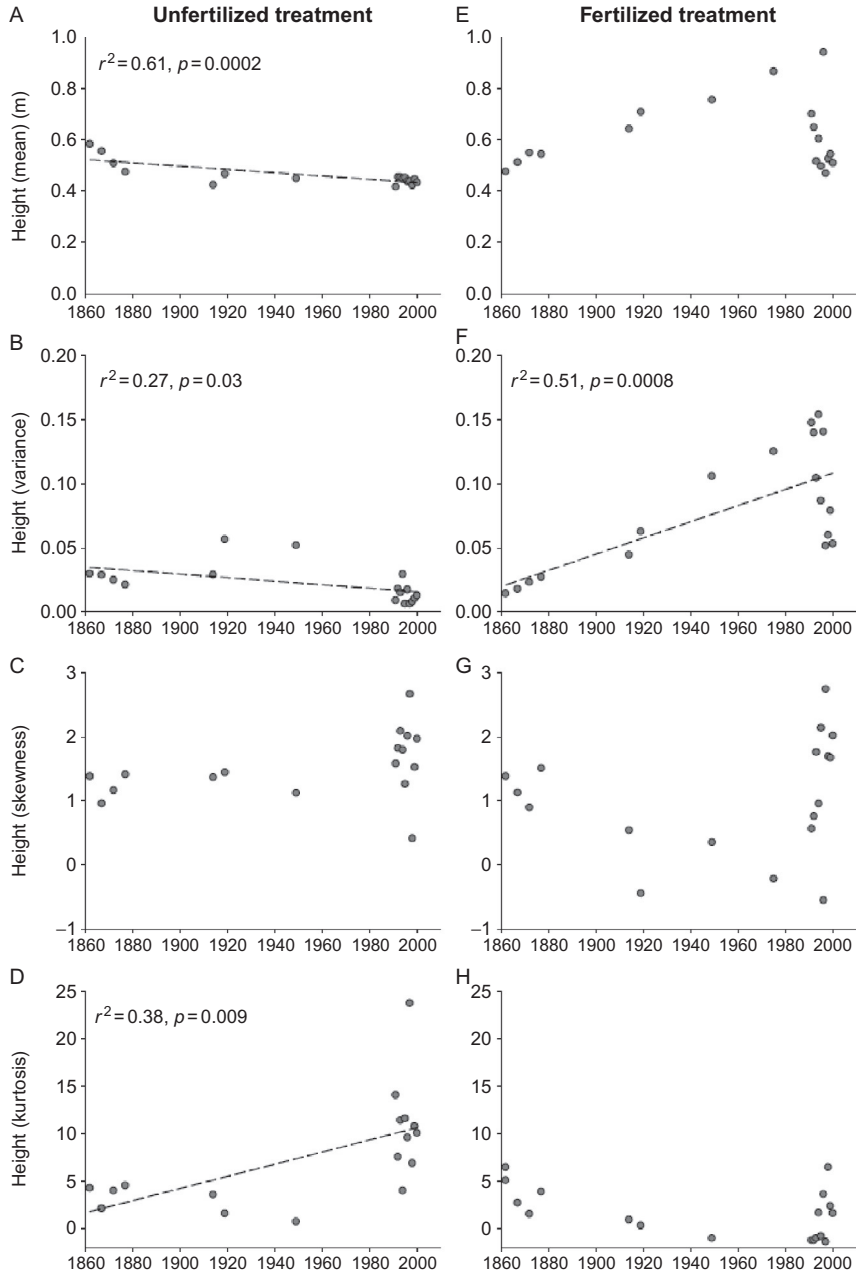 Unfertilized treatment
Fertilized treatment
A
Height (mean) (m)
1.0
0.8
0.6
0.4
0.2
0.0
r² = 0.61, p = 0.0002
1860 1880 1900 1920 1940 1960 1980 2000
E
1.0
0.8
0.6
0.4
0.2
0.0
1860 1880 1900 1920 1940 1960 1980 2000
B
Height (variance)
0.20
0.15
0.10
0.05
0.00
r² = 0.27, p = 0.03
1860 1880 1900 1920 1940 1960 1980 2000
F
0.20
0.15
0.10
0.05
0.00
r² = 0.51, p = 0.0008
1860 1880 1900 1920 1940 1960 1980 2000
C
Height (skewness)
3
2
1
0
–1
1860 1880 1900 1920 1940 1960 1980 2000
G
3
2
1
0
–1
1860 1880 1900 1920 1940 1960 1980 2000
D
Height (kurtosis)
25
20
15
10
5
0
r² = 0.38, p = 0.009
1860 1880 1900 1920 1940 1960 1980 2000
H
25
20
15
10
5
0
1860 1880 1900 1920 1940 1960 1980 2000